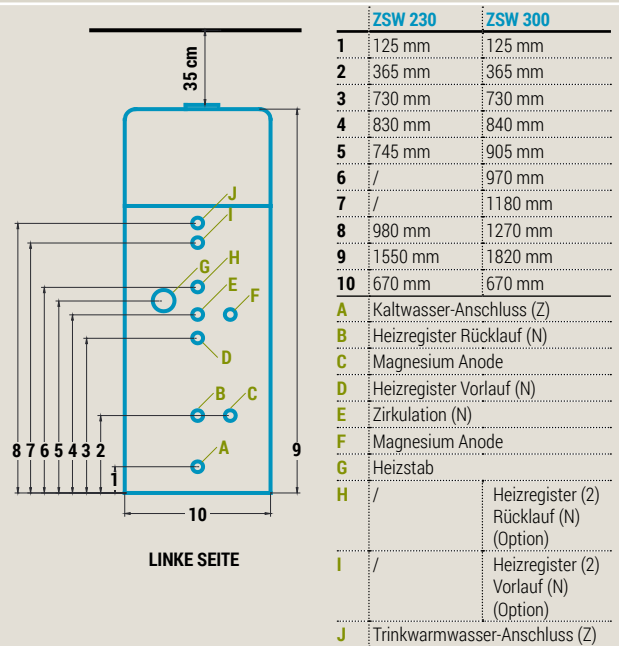 35 cm
J
I
H
G
E
F
D
B
C
A
8 7 6 5 4 3 2
1
9
10
LINKE SEITE
ZSW 230 ZSW 300
1 125 mm 125 mm
2 365 mm 365 mm
3 730 mm 730 mm
4 830 mm 840 mm
5 745 mm 905 mm
6 / 970 mm
7 / 1180 mm
8 980 mm 1270 mm
9 1550 mm 1820 mm
10 670 mm 670 mm
A Kaltwasser-Anschluss (Z)
B Heizregister Rücklauf (N)
C Magnesium Anode
D Heizregister Vorlauf (N)
E Zirkulation (N)
F Magnesium Anode
G Heizstab
H / Heizregister (2)
Rücklauf (N)
(Option)
I / Heizregister (2)
Vorlauf (N)
(Option)
J Trinkwarmwasser-Anschluss (Z)